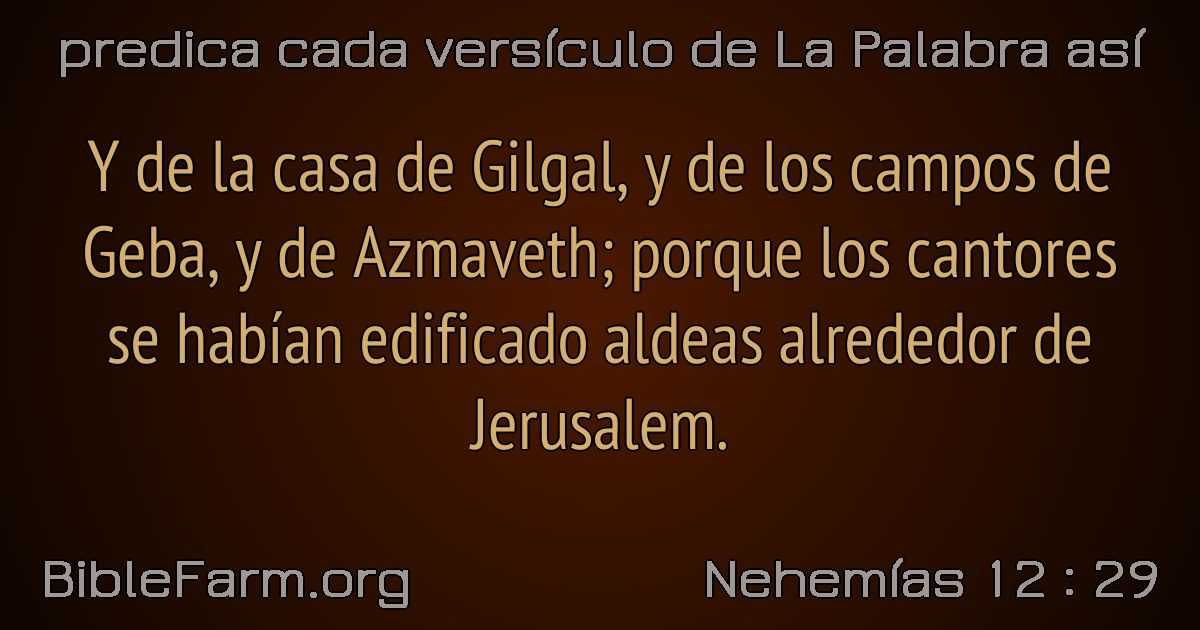 predica cada versículo de La Palabra así
Y de la casa de Gilgal, y de los campos de
Geba, y de Azmaveth; porque los cantores
se habían edificado aldeas alrededor de
Jerusalem.
BibleFarm.org
Nehemías 12 : 29